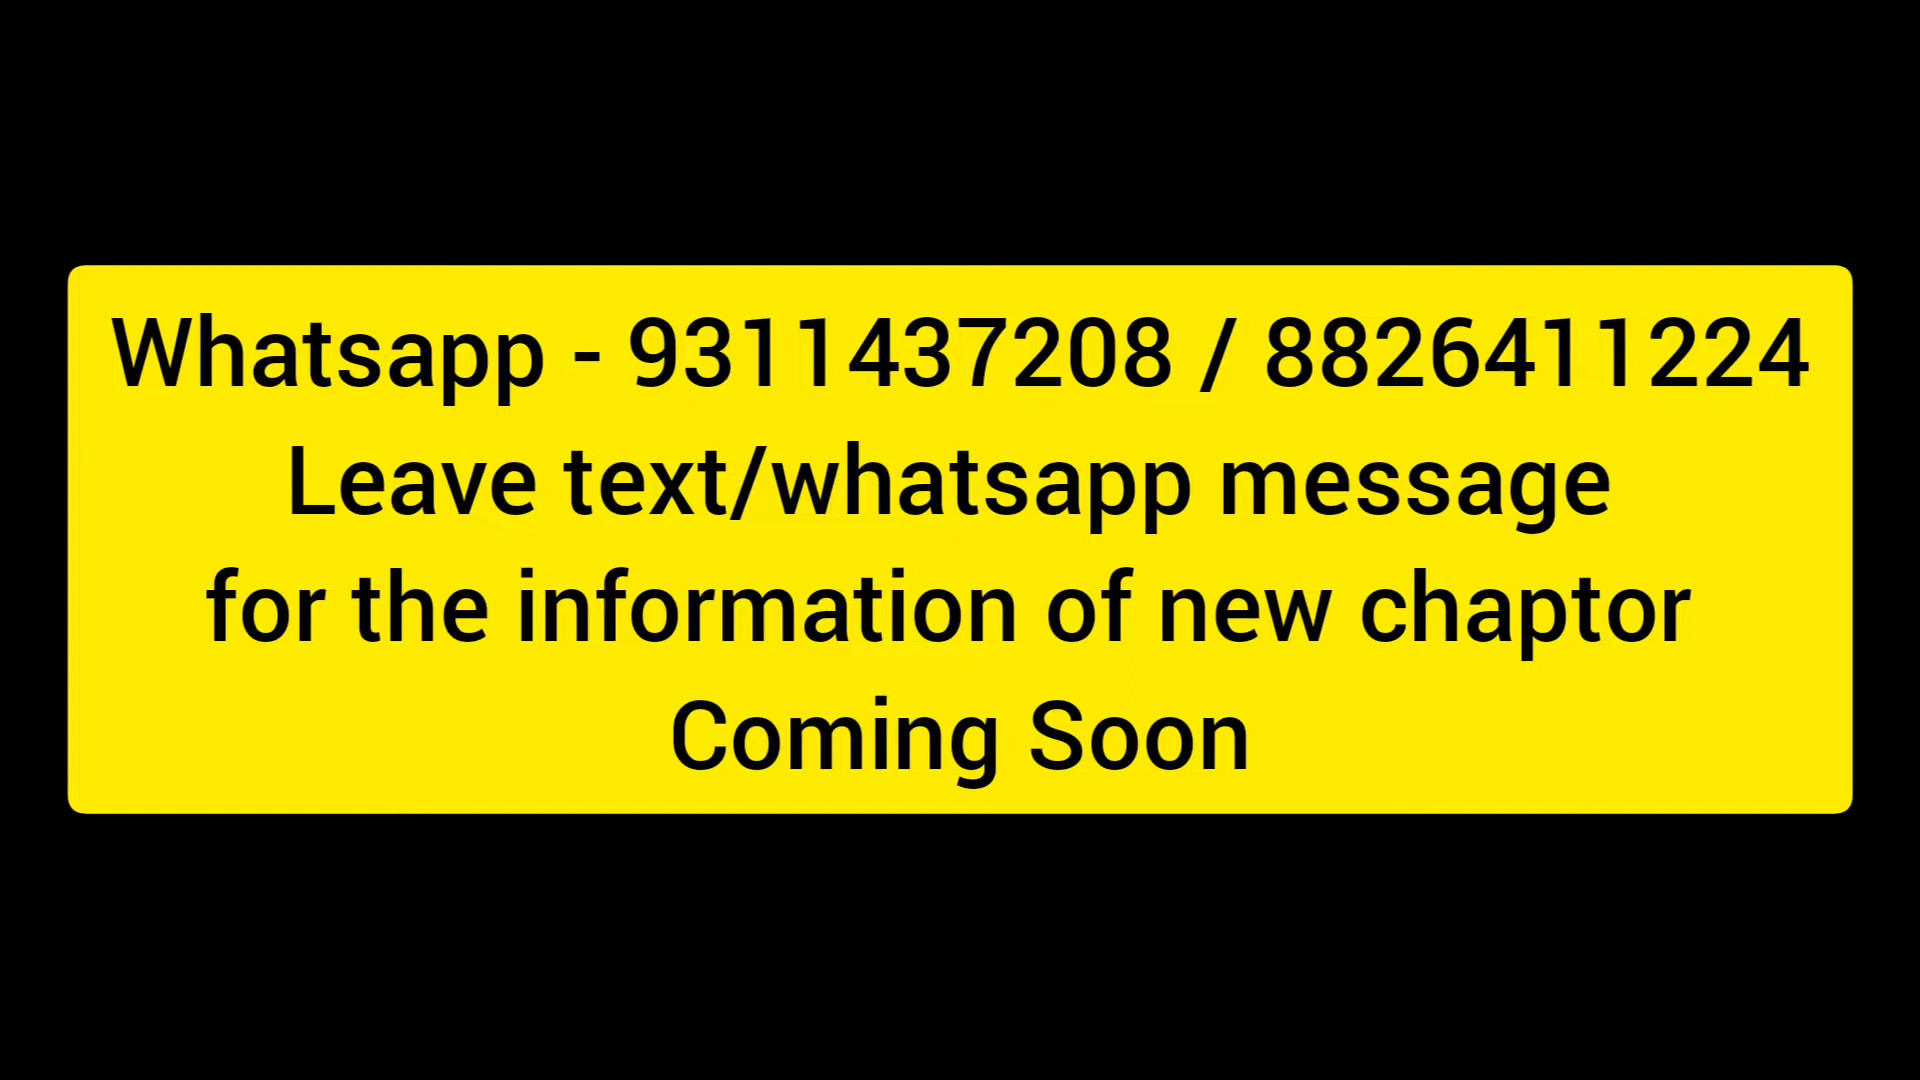 Whatsapp - 9311437208 / 8826411224
Leave text/whatsapp message
for the information of new chaptor
Coming Soon